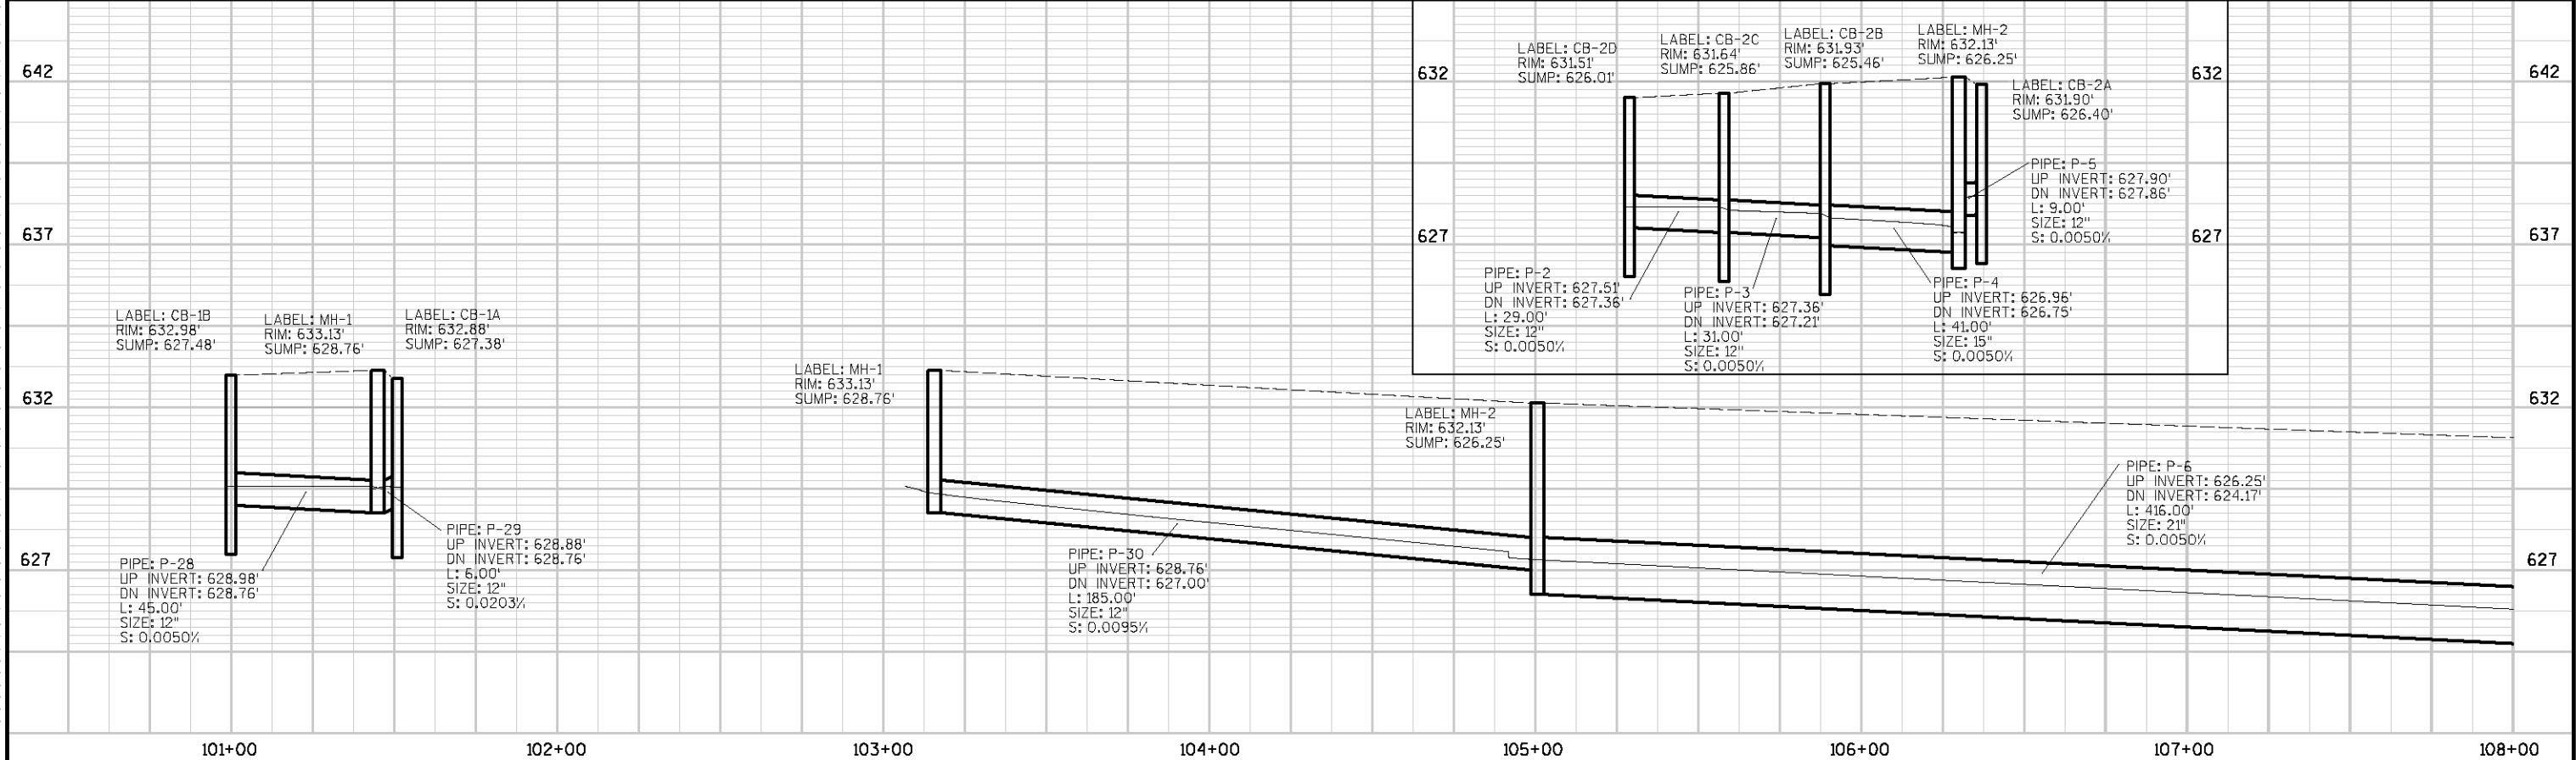 642
632
LABEL: CB-2D
RIM: 631.51'
SUMP: 626.01'
LABEL: CB-2C
RIM: 631.64'
SUMP: 625.86'
LABEL: CB-2B
RIM: 631.93'
SUMP: 625.46'
LABEL: MH-2
RIM: 632.13'
SUMP: 626.25'
632
642
LABEL: CB-2A
RIM: 631.90'
SUMP: 626.40'
PIPE: P-5
UP INVERT: 627.90'
DN INVERT: 627.86'
L: 9.00'
SIZE: 12"
S: 0.0050%
637
627
627
637
PIPE: P-2
UP INVERT: 627.51'
DN INVERT: 627.36'
L: 29.00'
SIZE: 12"
S: 0.0050%
PIPE: P-3
UP INVERT: 627.36'
DN INVERT: 627.21'
L: 31.00'
SIZE: 12"
S: 0.0050%
PIPE: P-4
UP INVERT: 626.96'
DN INVERT: 626.75'
L: 41.00'
SIZE: 15"
S: 0.0050%
LABEL: CB-1B
RIM: 632.98'
SUMP: 627.48'
LABEL: MH-1
RIM: 633.13'
SUMP: 628.76'
LABEL: CB-1A
RIM: 632.88'
SUMP: 627.38'
LABEL: MH-1
RIM: 633.13'
SUMP: 628.76'
632
632
LABEL: MH-2
RIM: 632.13'
SUMP: 626.25'
PIPE: P-6
UP INVERT: 626.25'
DN INVERT: 624.17'
L: 416.00'
SIZE: 21"
S: 0.0050%
PIPE: P-29
UP INVERT: 628.88'
DN INVERT: 628.76'
L: 6.00'
SIZE: 12"
S: 0.0203%
627
627
PIPE: P-28
UP INVERT: 628.98'
DN INVERT: 628.76'
L: 45.00'
SIZE: 12"
S: 0.0050%
PIPE: P-30
UP INVERT: 628.76'
DN INVERT: 627.00'
L: 185.00'
SIZE: 12"
S: 0.0095%
101+00
102+00
103+00
104+00
105+00
106+00
107+00
108+00